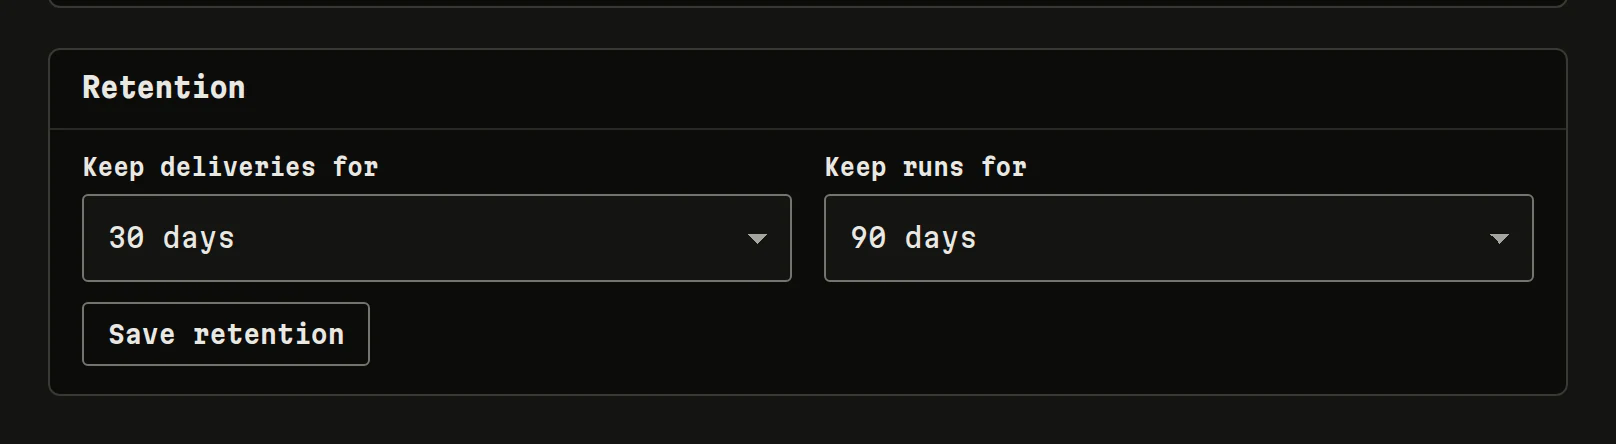 Retention
Keep deliveries for
Keep runs for
30 days
90 days
Save retention